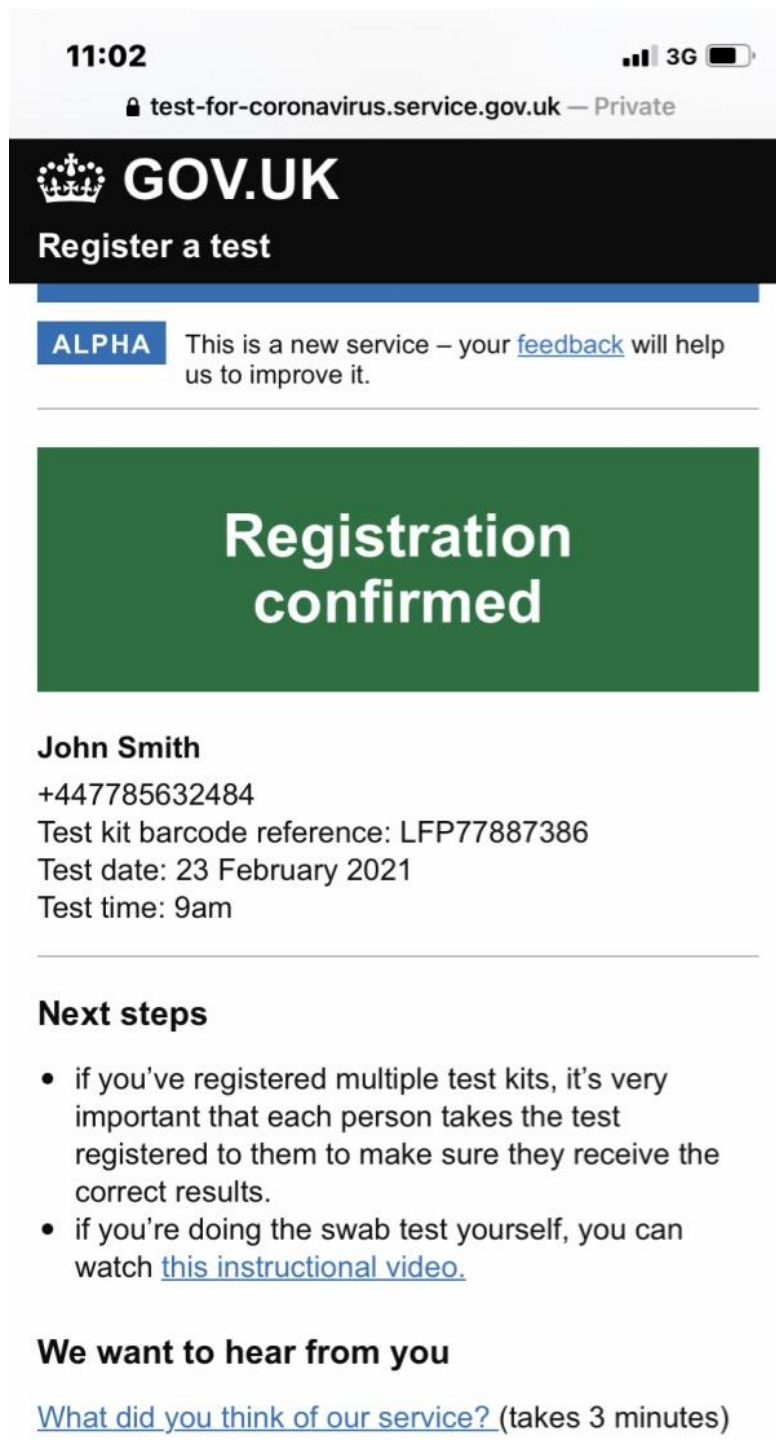 11:02
3G
test-for-coronavirus.service.gov.uk — Private
GOV.UK
Register a test
ALPHA
This is a new service – your feedback will help
us to improve it.
Registration
confirmed
John Smith
+447785632484
Test kit barcode reference: LFP77887386
Test date: 23 February 2021
Test time: 9am
Next steps
• if you’ve registered multiple test kits, it’s very
important that each person takes the test
registered to them to make sure they receive the
correct results.
• if you’re doing the swab test yourself, you can
watch this instructional video.
We want to hear from you
What did you think of our service? (takes 3 minutes)